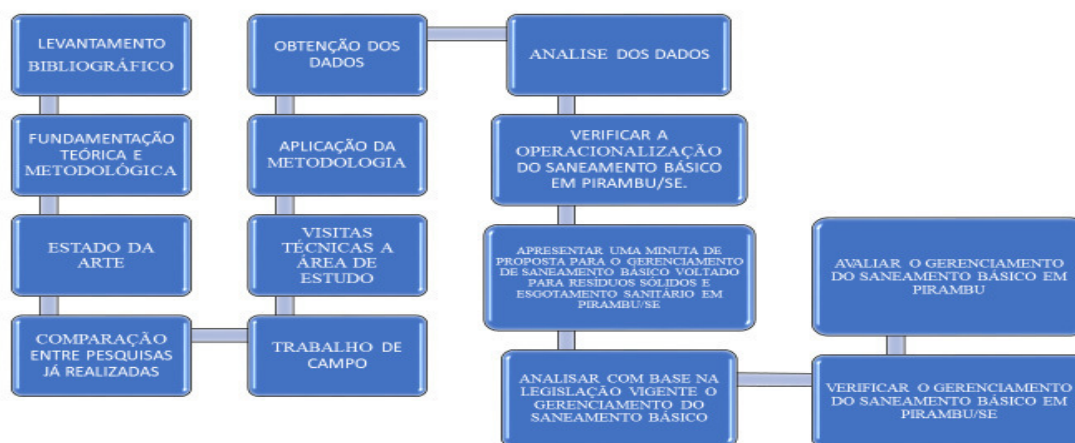 LEVANTAMENTO
BIBLIOGRÁFICO
FUNDAMENTAÇÃO
TEÓRICA E
METODOLÓGICA
ESTADO DA
ARTE
COMPARAÇÃO
ENTRE PESQUISAS
JÁ REALIZADAS
TRABALHO DE
CAMPO
VISITAS
TÉCNICAS A
ÁREA DE
ESTUDO
APLICAÇÃO DA
METODOLOGIA
OBTENÇÃO DOS
DADOS
ANALISE DOS DADOS
VERIFICAR A
OPERACIONALIZAÇÃO
DO SANEAMENTO BÁSICO
EM PIRAMBU/SE.
APRESENTAR UMA MINUTA DE
PROPOSTA PARA O GERENCIAMENTO
DE SANEAMENTO BÁSICO VOLTADO
PARA RESÍDUOS SÓLIDOS E
ESGOTAMENTO SANITÁRIO EM
PIRAMBU/SE
ANALISAR COM BASE NA
LEGISLAÇÃO VIGENTE O
GERENCIAMENTO DO
SANEAMENTO BÁSICO
VERIFICAR O GERENCIAMENTO
DO SANEAMENTO BÁSICO EM
PIRAMBU/SE
AVALIAR O GERENCIAMENTO
DO SANEAMENTO BÁSICO EM
PIRAMBU